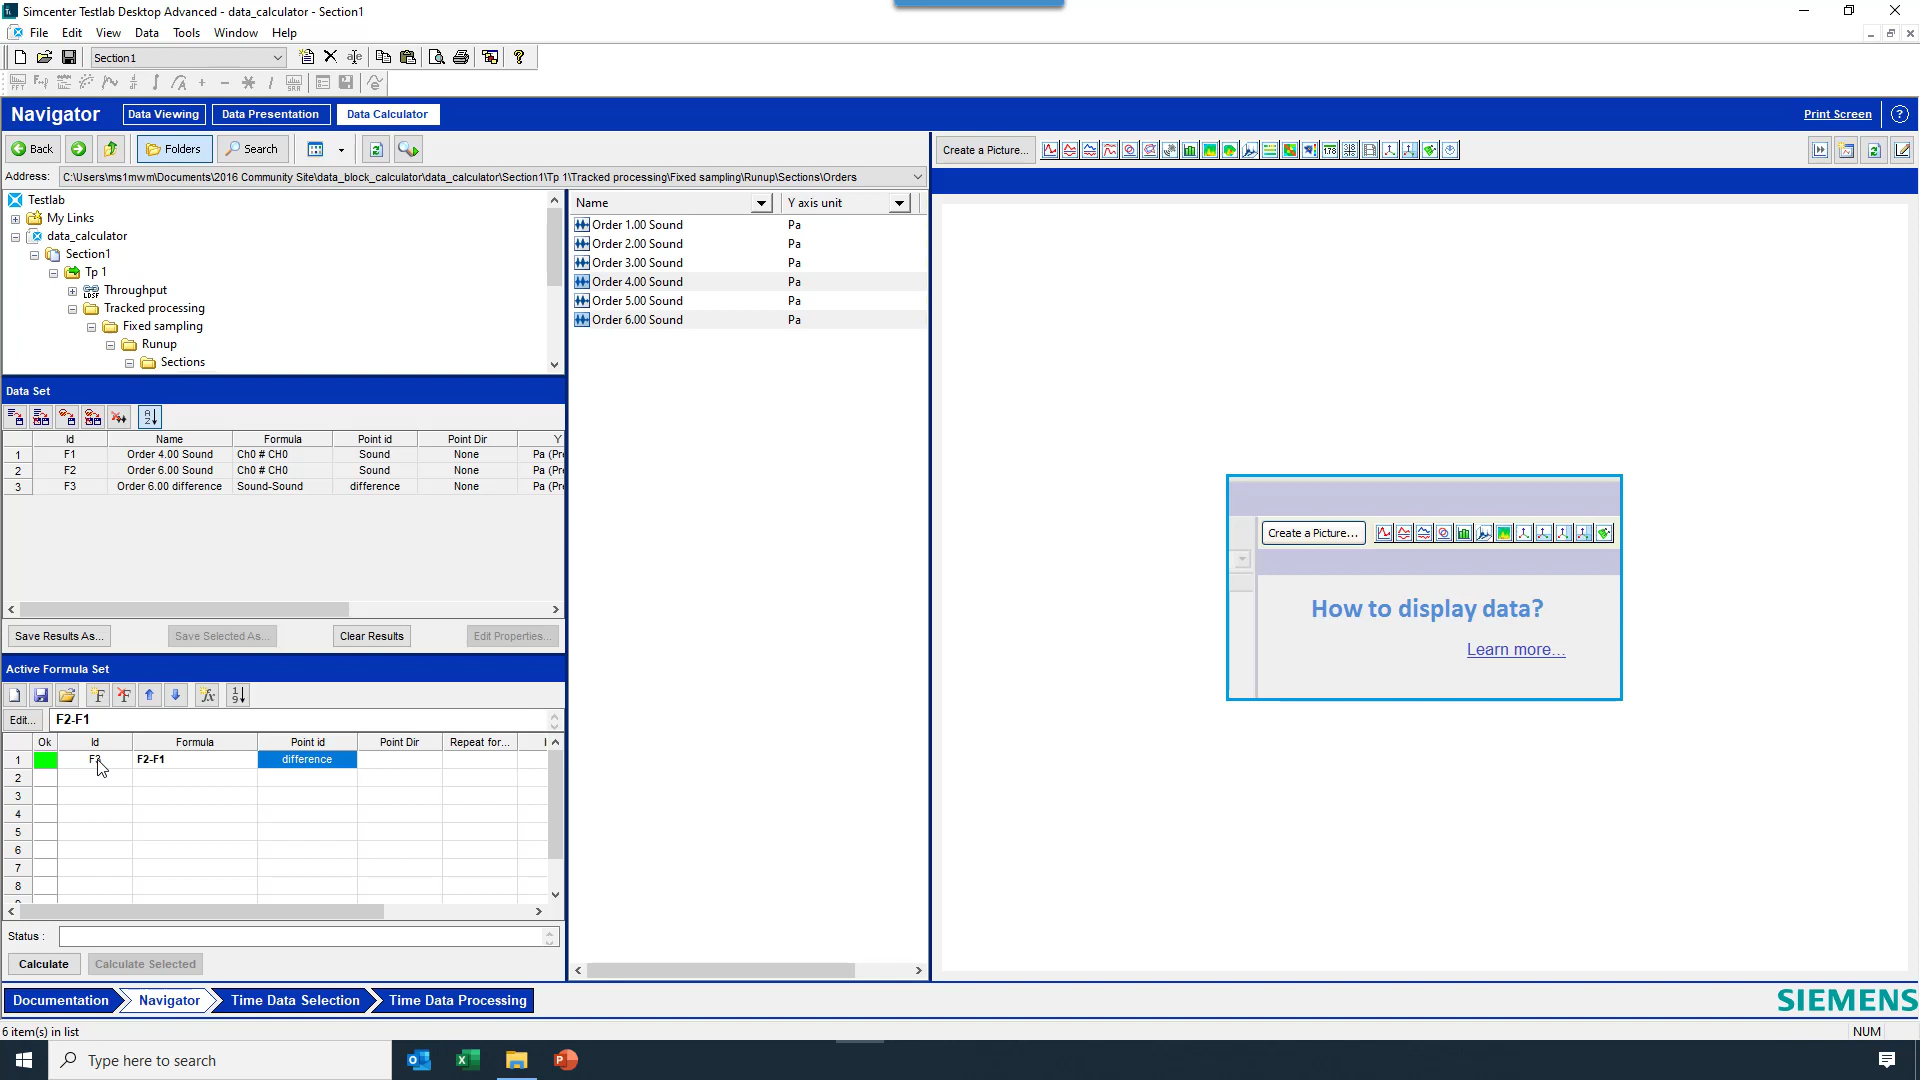 Simcenter Testlab Desktop Advanced - data_calculator - Section1
File Edit View Data Tools Window Help
Section1
Navigator Data Viewing Data Presentation Data Calculator Print Screen
Back Folders Search Create a Picture...
Address: C:\Users\ms1mwm\Documents\2016 Community Site\data_block_calculator\data_calculator\Section1\Tp 1\Tracked processing\Fixed sampling\Runup\Sections\Orders
Testlab
My Links
data_calculator
Section1
Tp 1
Throughput
Tracked processing
Fixed sampling
Runup
Sections
Name Y axis unit
Order 1.00 Sound Pa
Order 2.00 Sound Pa
Order 3.00 Sound Pa
Order 4.00 Sound Pa
Order 5.00 Sound Pa
Order 6.00 Sound Pa
Data Set
Id Name Formula Point id Point Dir Y
1 F1 Order 4.00 Sound Ch0 # CH0 Sound None Pa (Pre
2 F2 Order 6.00 Sound Ch0 # CH0 Sound None Pa (Pre
3 F3 Order 6.00 difference Sound-Sound difference None Pa (Pre
Save Results As... Save Selected As... Clear Results Edit Properties...
Active Formula Set
Edit... F2-F1
Ok Id Formula Point id Point Dir Repeat for...
1 F3 F2-F1 difference
2
3
4
5
6
7
8
Status :
Calculate Calculate Selected
Create a Picture...
How to display data?
Learn more...
Documentation Navigator Time Data Selection Time Data Processing
SIEMENS
6 item(s) in list NUM
Type here to search